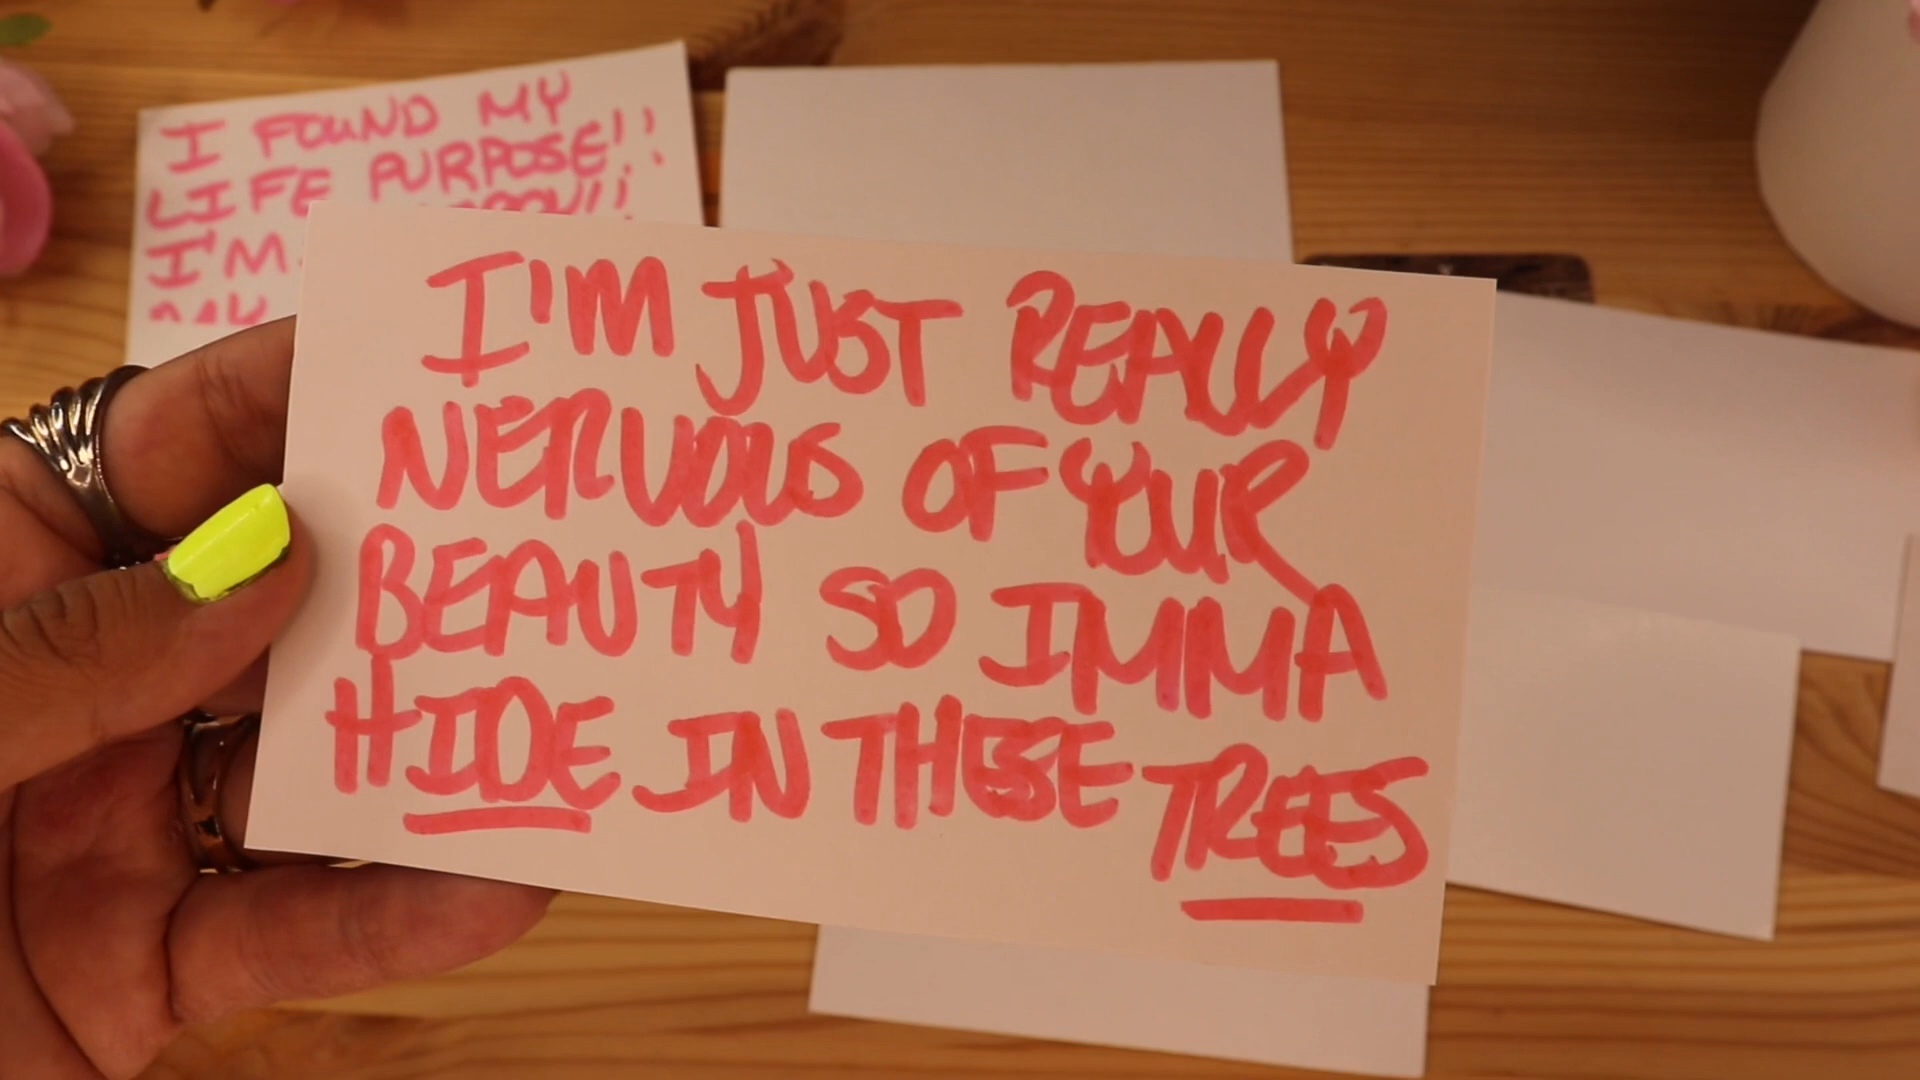 I FOUND MY
LIFE PURPOSE!!
I'M
I'M JUST REALLY
NERVOUS OF YOUR
BEAUTY SO IMMA
HIDE IN THESE TREES